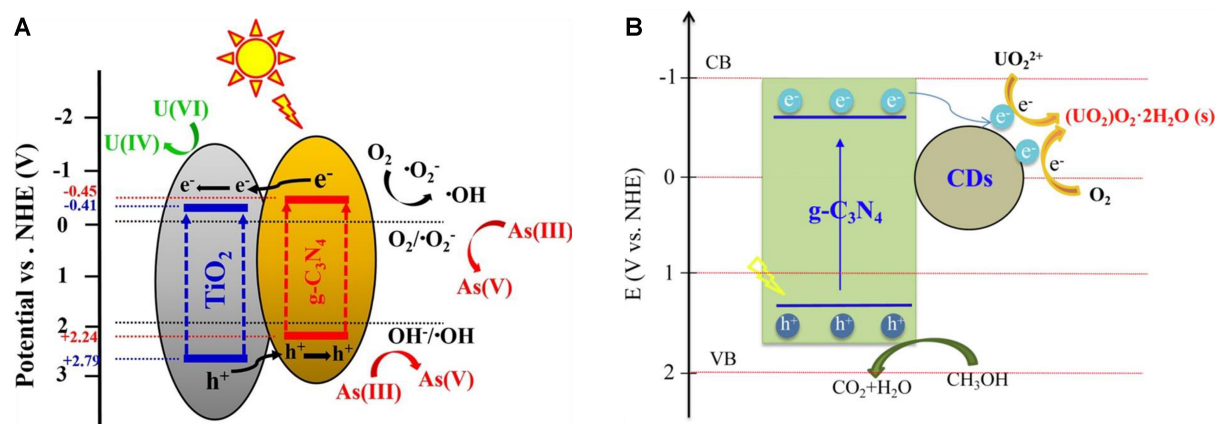 A
Potential vs . NHE (V)
-2
-1
-0.45
-0.41
0
1
2
+2.24
+2.79
3
U(VI)
U(IV)
e⁻ e⁻ e⁻
TiO₂
g-C₃N₄
h⁺ h⁺ h⁺
O₂ ·O₂⁻
·OH
O₂/·O₂⁻
As(III)
As(V)
OH⁻/·OH
As(III) As(V)
B
E (V vs. NHE)
CB
-1
0
1
VB
2
e⁻ e⁻ e⁻
g-C₃N₄
h⁺ h⁺ h⁺
UO₂²⁺
e⁻ e⁻
(UO₂)O₂·2H₂O (s)
e⁻ e⁻
CDs
O₂
CO₂+H₂O
CH₃OH